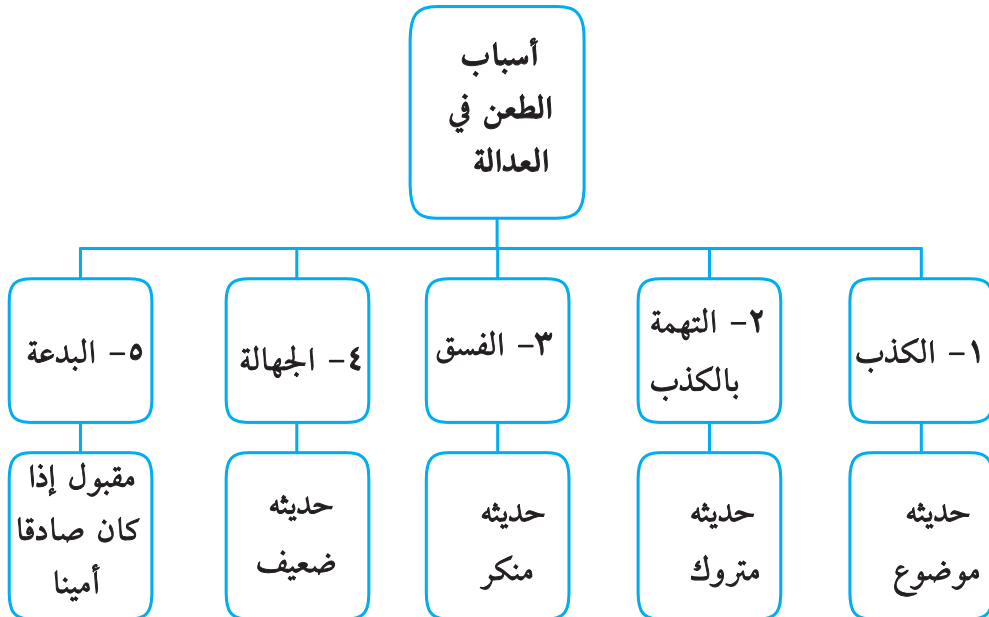 أسباب
الطعن في
العدالة
١- الكذب
٢- التهمة
بالكذب
٣- الفسق
٤- الجهالة
٥- البدعة
حديثه
موضوع
حديثه
متروك
حديثه
منكر
حديثه
ضعيف
مقبول إذا
كان صادقا
أمينا